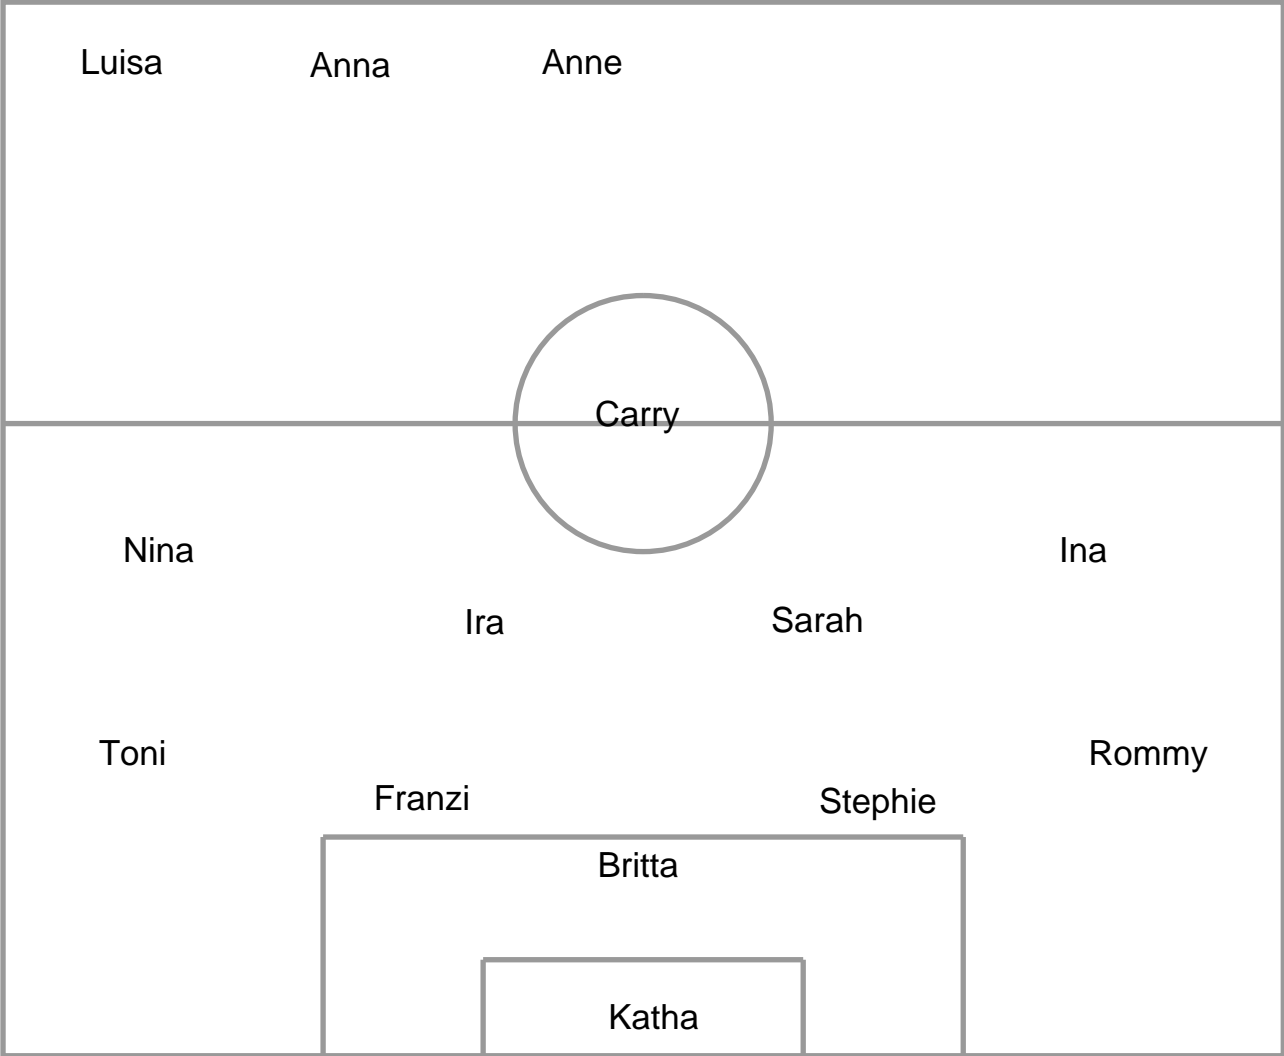 Luisa Anna Anne
Carry
Nina Ina
Ira Sarah
Toni Rommy
Franzi Stephie
Britta
Katha